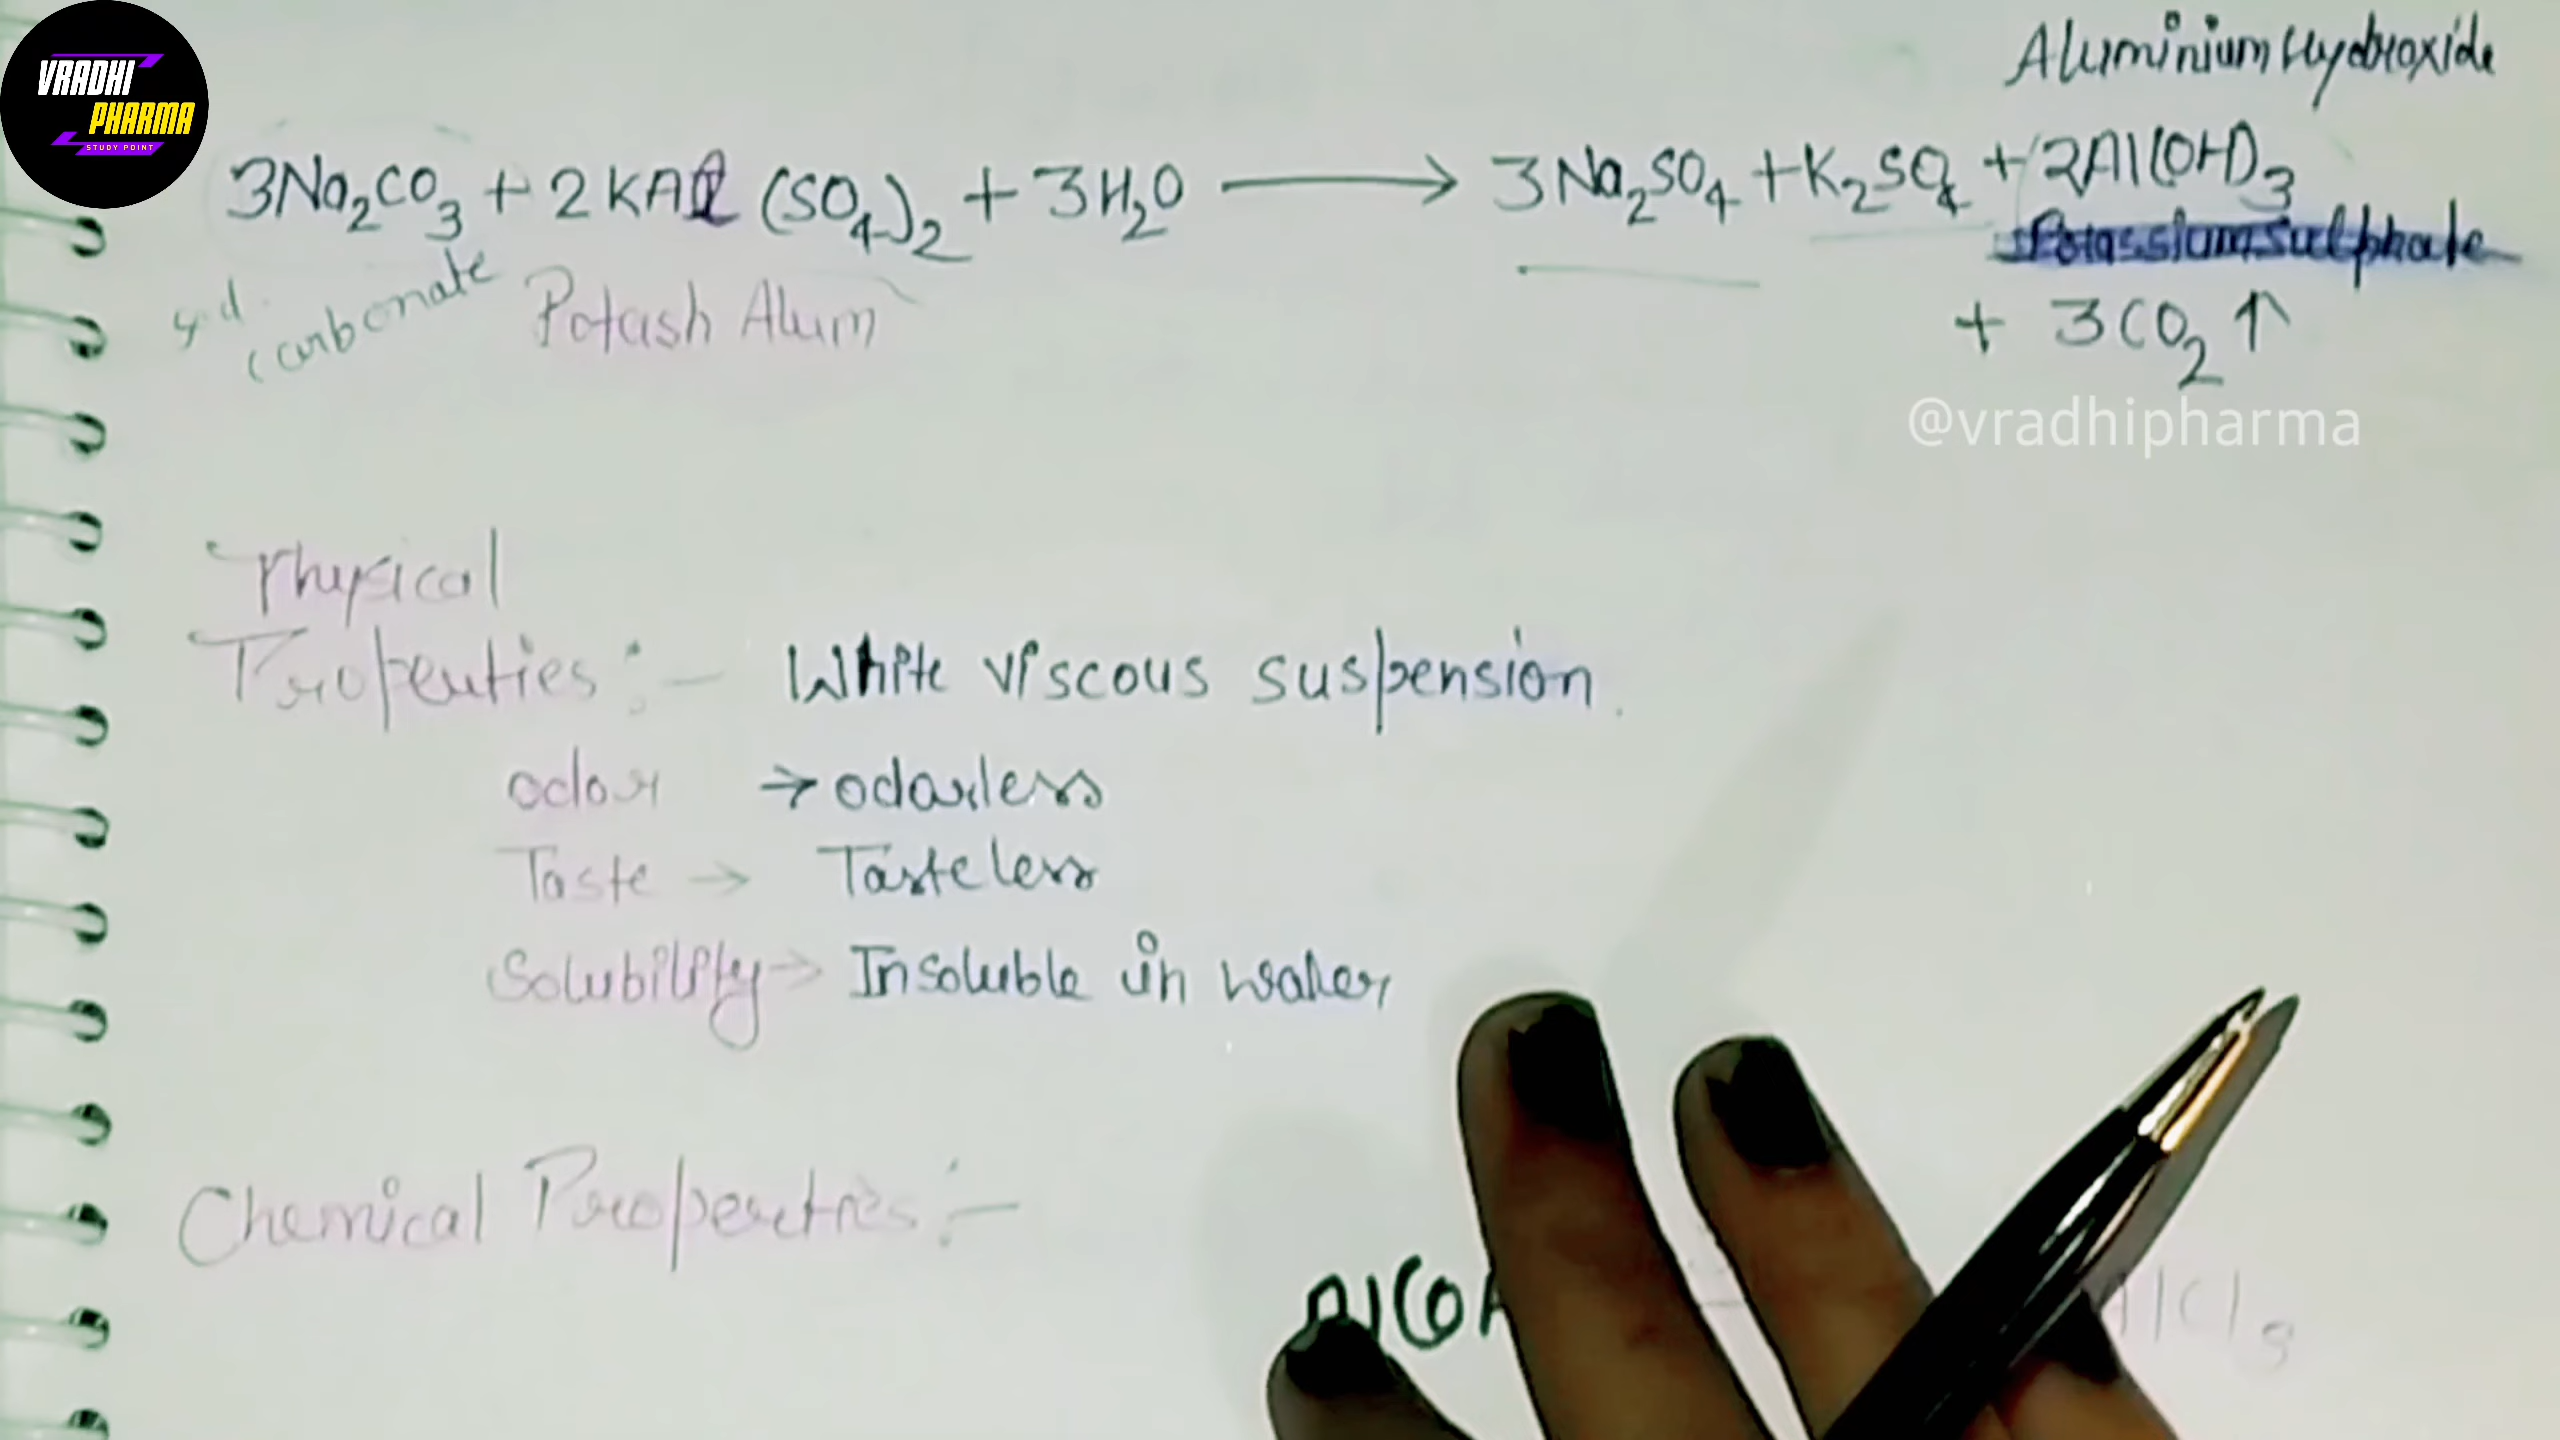 VRADHI
PHARMA
STUDY POINT
Aluminium Hydroxide
3Na₂CO₃ + 2KAl (SO₄)₂ + 3H₂O → 3Na₂SO₄ + K₂SO₄ + 2Al(OH)₃
Potassium Sulphate
carbonate Potash Alum
+ 3CO₂ ↑
@vradhipharma
Physical
Properties :- White viscous suspension.
odour → odourless
Taste → Tasteless
Solubility → Insoluble in water
Chemical Properties :-
Al(O AlCl₃